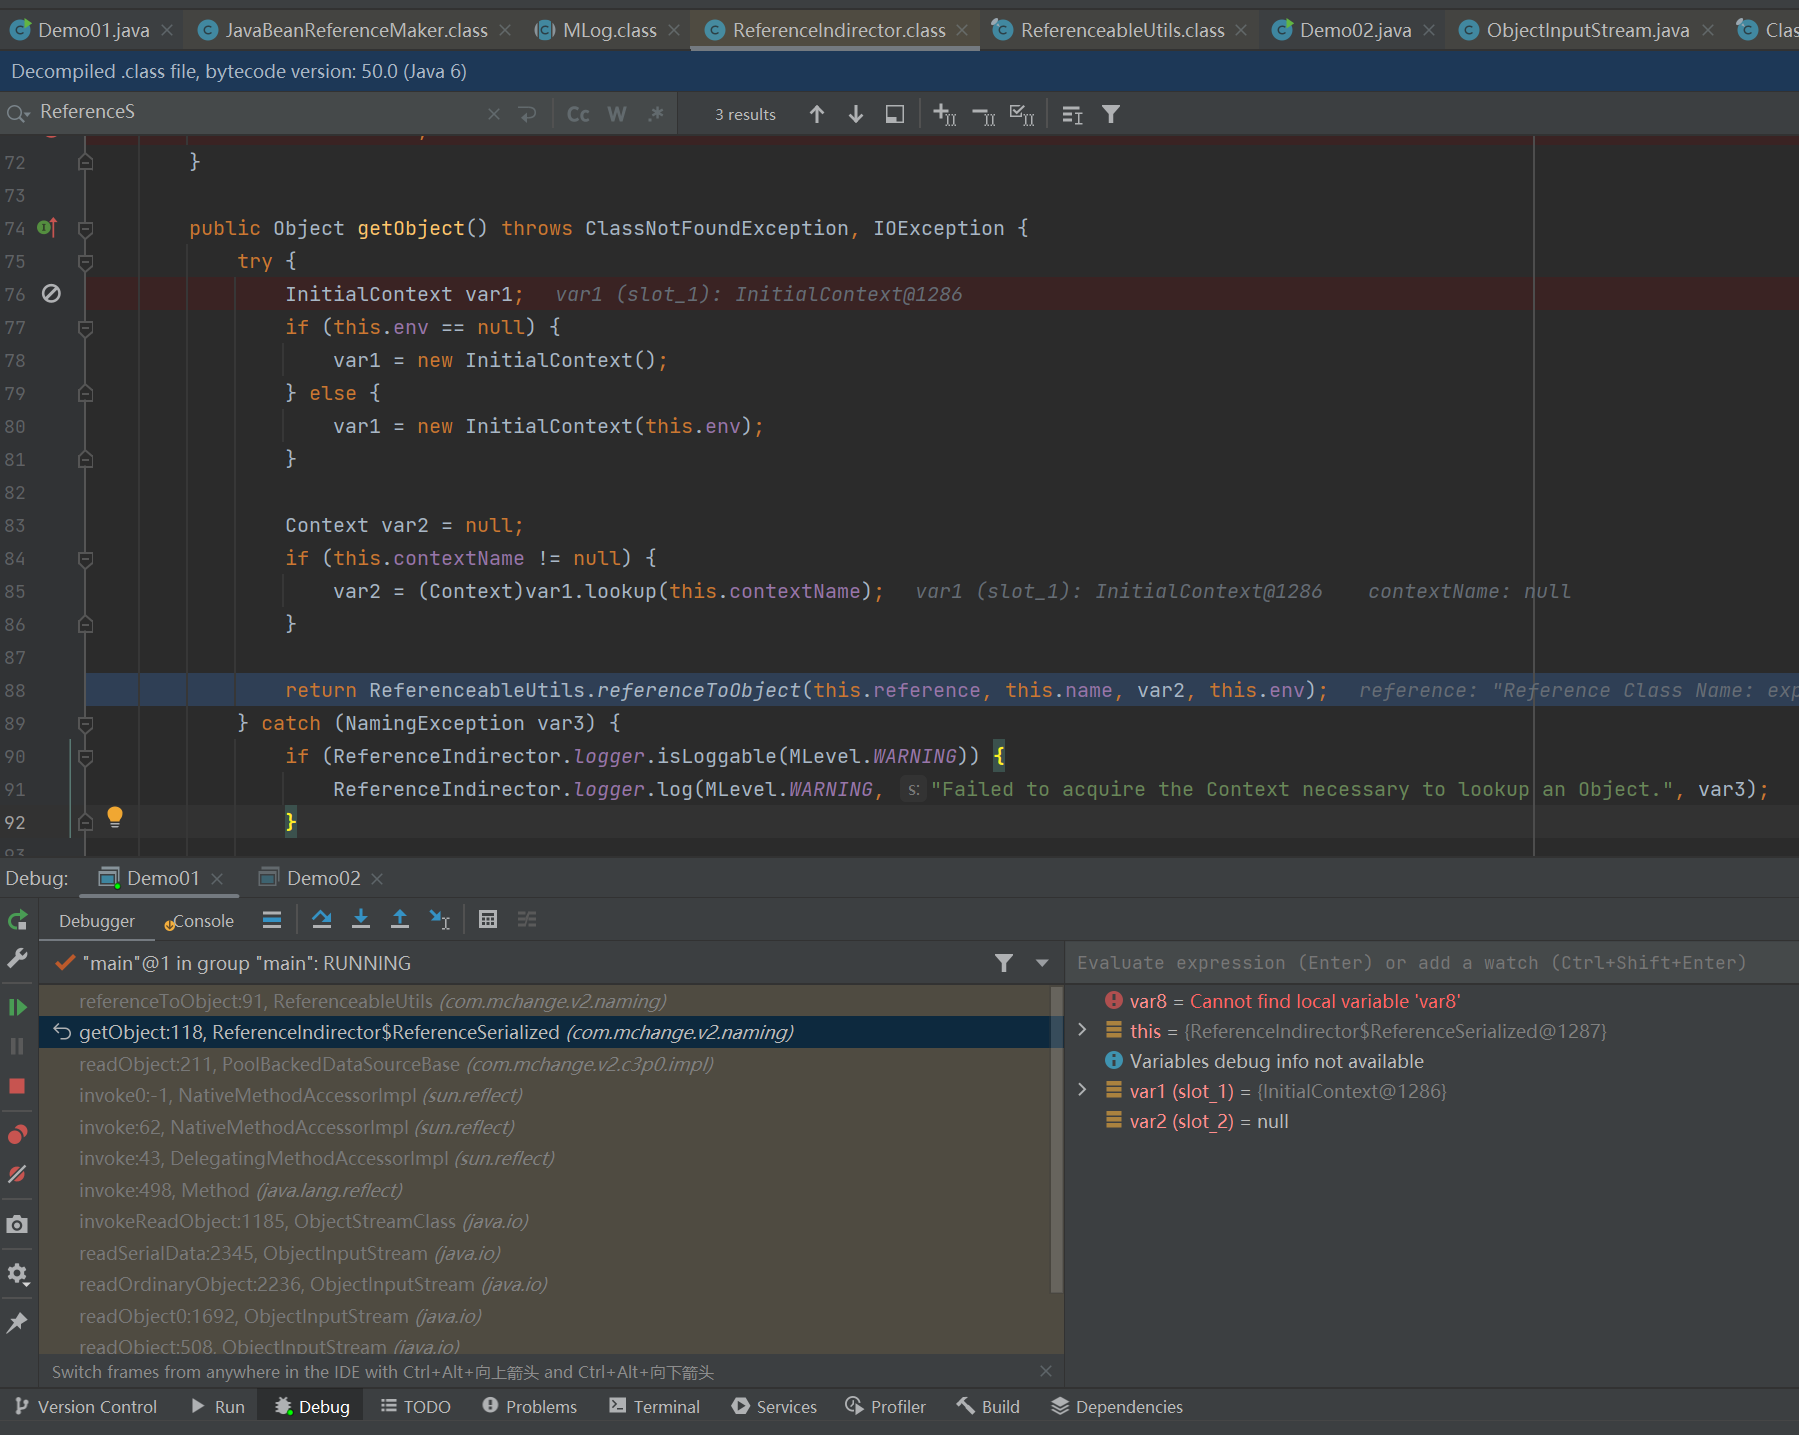 Demo01.java JavaBeanReferenceMaker.class MLog.class ReferenceIndirector.class ReferenceableUtils.class Demo02.java ObjectInputStream.java Clas
Decompiled .class file, bytecode version: 50.0 (Java 6)
ReferenceS Cc W .* 3 results
72 }
73
74 public Object getObject() throws ClassNotFoundException, IOException {
75 try {
76 InitialContext var1; var1 (slot_1): InitialContext@1286
77 if (this.env == null) {
78 var1 = new InitialContext();
79 } else {
80 var1 = new InitialContext(this.env);
81 }
82
83 Context var2 = null;
84 if (this.contextName != null) {
85 var2 = (Context)var1.lookup(this.contextName); var1 (slot_1): InitialContext@1286 contextName: null
86 }
87
88 return ReferenceableUtils.referenceToObject(this.reference, this.name, var2, this.env); reference: "Reference Class Name: exp
89 } catch (NamingException var3) {
90 if (ReferenceIndirector.logger.isLoggable(MLevel.WARNING)) {
91 ReferenceIndirector.logger.log(MLevel.WARNING, s: "Failed to acquire the Context necessary to lookup an Object.", var3);
92 }
93
Debug: Demo01 Demo02
Debugger Console
"main"@1 in group "main": RUNNING
Evaluate expression (Enter) or add a watch (Ctrl+Shift+Enter)
referenceToObject:91, ReferenceableUtils (com.mchange.v2.naming)
getObject:118, ReferenceIndirector$ReferenceSerialized (com.mchange.v2.naming)
readObject:211, PoolBackedDataSourceBase (com.mchange.v2.c3p0.impl)
invoke0:-1, NativeMethodAccessorImpl (sun.reflect)
invoke:62, NativeMethodAccessorImpl (sun.reflect)
invoke:43, DelegatingMethodAccessorImpl (sun.reflect)
invoke:498, Method (java.lang.reflect)
invokeReadObject:1185, ObjectStreamClass (java.io)
readSerialData:2345, ObjectInputStream (java.io)
readOrdinaryObject:2236, ObjectInputStream (java.io)
readObject0:1692, ObjectInputStream (java.io)
readObject:508, ObjectInputStream (java.io)
var8 = Cannot find local variable 'var8'
this = {ReferenceIndirector$ReferenceSerialized@1287}
Variables debug info not available
var1 (slot_1) = {InitialContext@1286}
var2 (slot_2) = null
Switch frames from anywhere in the IDE with Ctrl+Alt+向上箭头 and Ctrl+Alt+向下箭头
Version Control Run Debug TODO Problems Terminal Services Profiler Build Dependencies